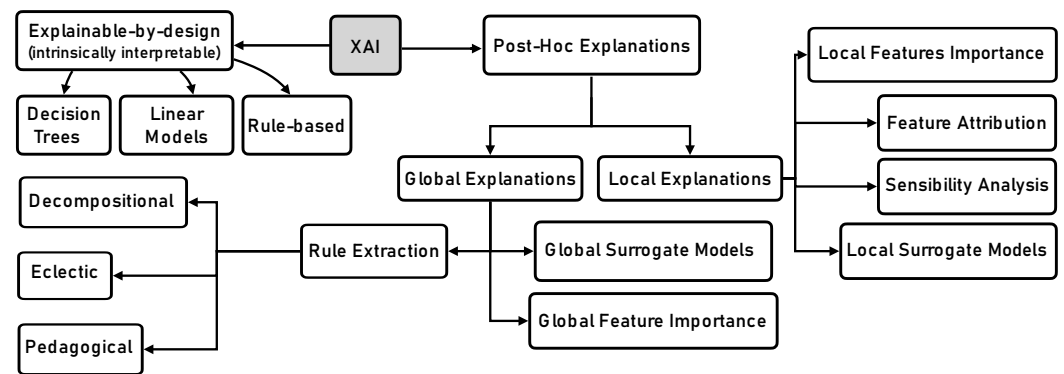 Explainable-by-design
(intrinsically interpretable)
XAI
Post-Hoc Explanations
Local Features Importance
Decision
Trees
Linear
Models
Rule-based
Feature Attribution
Global Explanations
Local Explanations
Sensibility Analysis
Decompositional
Rule Extraction
Global Surrogate Models
Local Surrogate Models
Eclectic
Global Feature Importance
Pedagogical